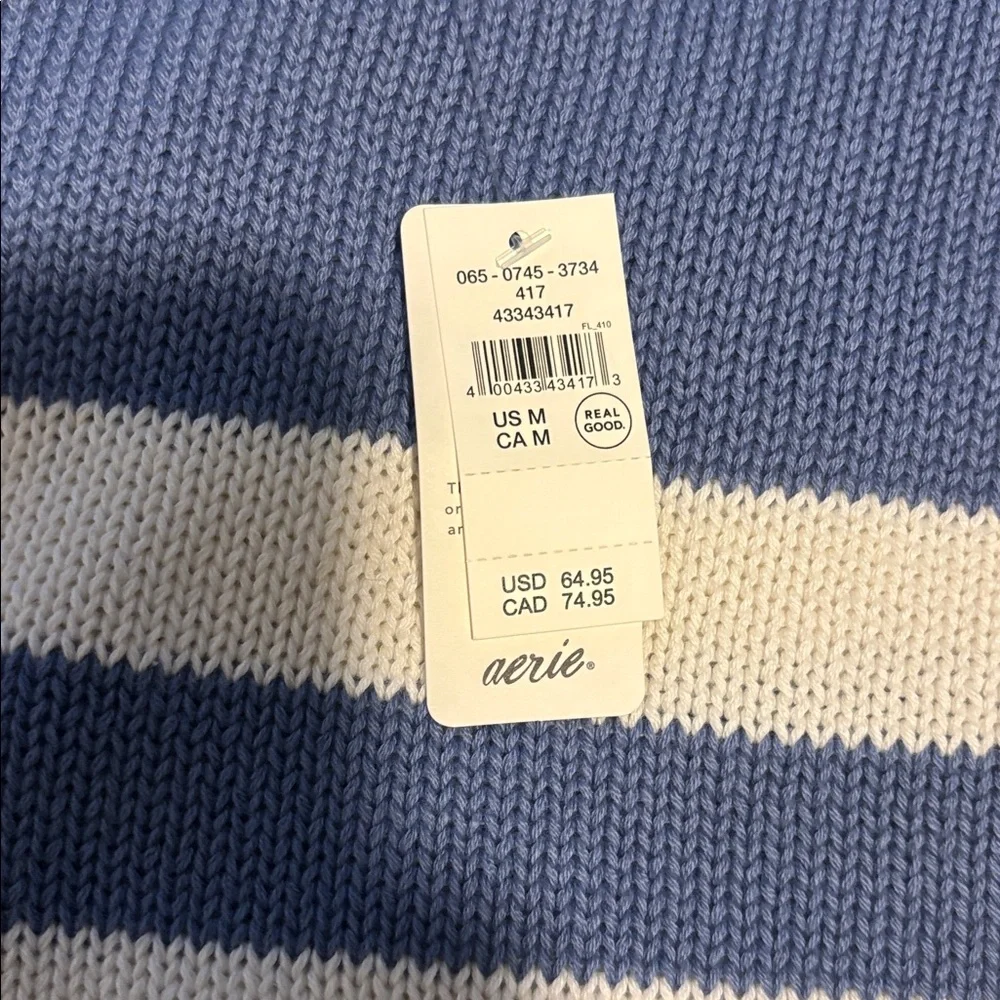 065-0745-3734
417
43343417
FL_410
4 00433 43417 3
US M
CA M
REAL
GOOD.
USD 64.95
CAD 74.95
aerie®